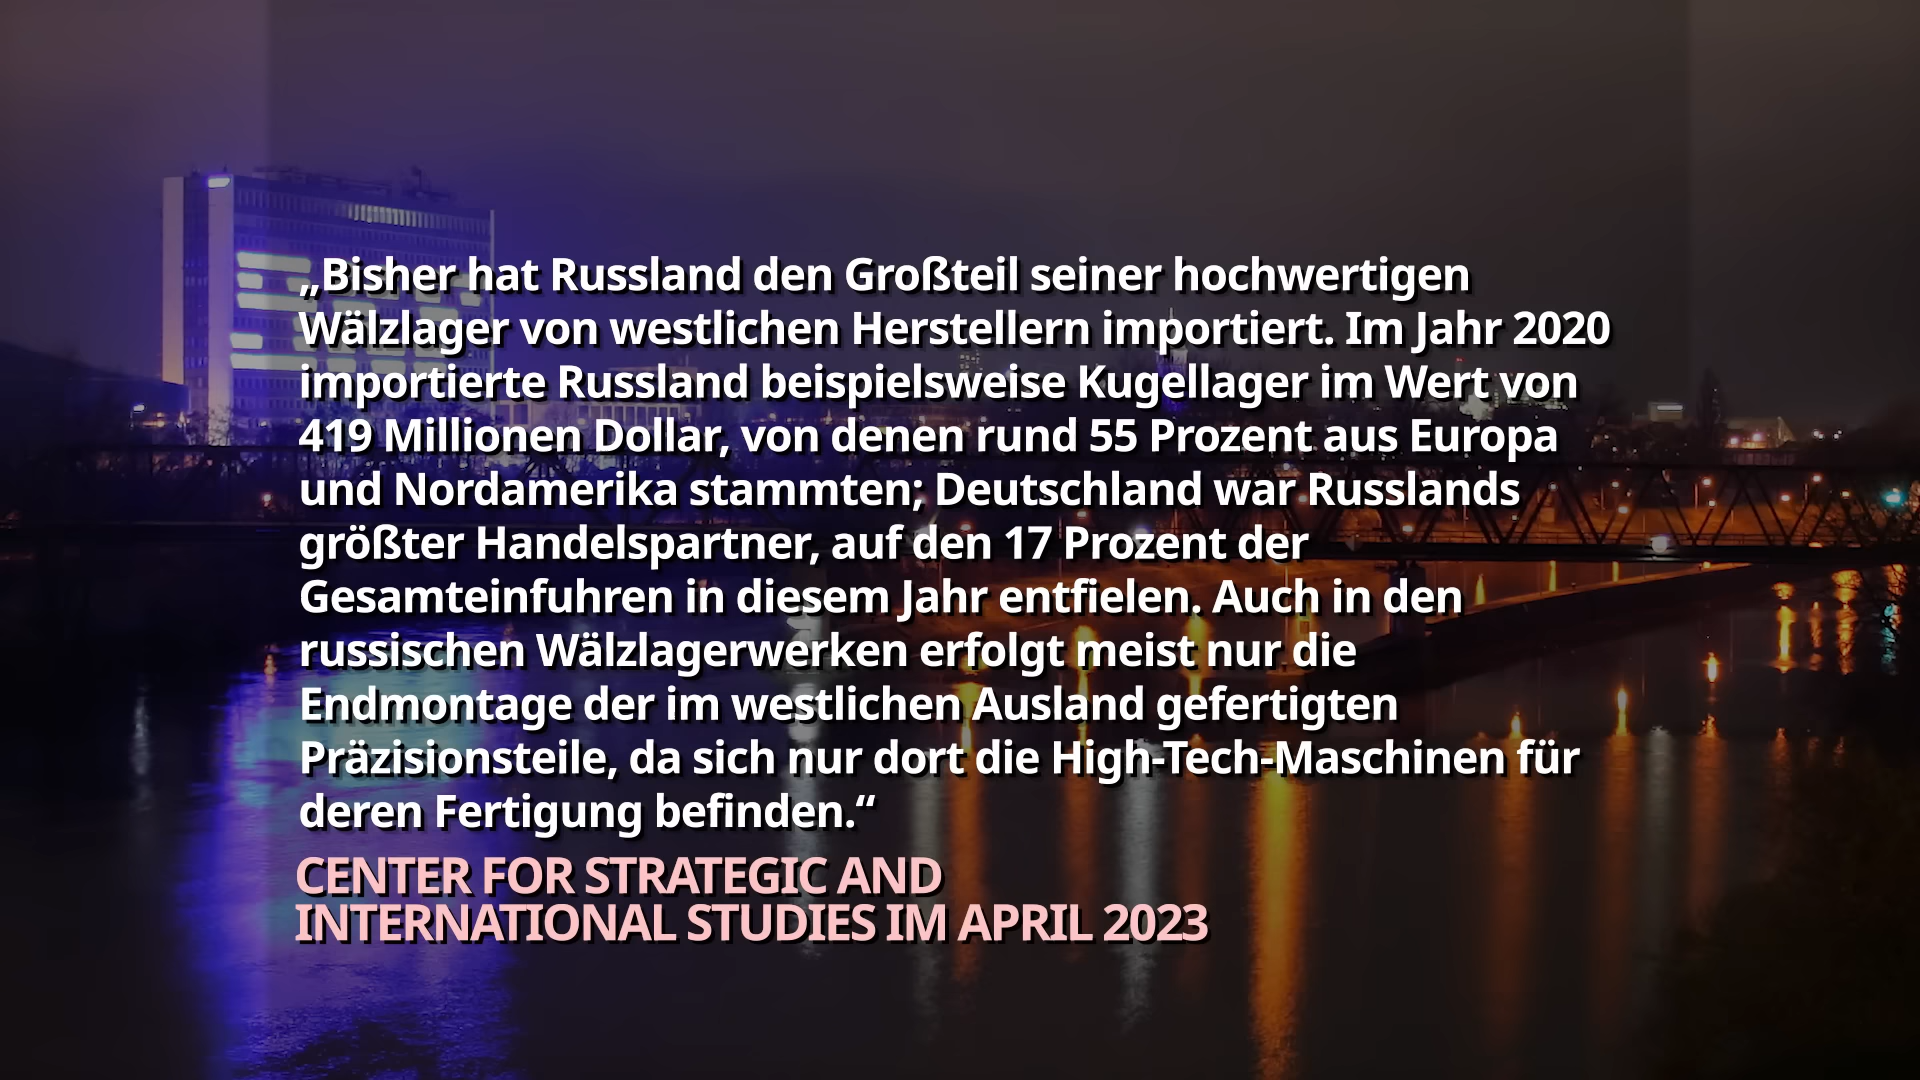 „Bisher hat Russland den Großteil seiner hochwertigen
Wälzlager von westlichen Herstellern importiert. Im Jahr 2020
importierte Russland beispielsweise Kugellager im Wert von
419 Millionen Dollar, von denen rund 55 Prozent aus Europa
und Nordamerika stammten; Deutschland war Russlands
größter Handelspartner, auf den 17 Prozent der
Gesamteinfuhren in diesem Jahr entfielen. Auch in den
russischen Wälzlagerwerken erfolgt meist nur die
Endmontage der im westlichen Ausland gefertigten
Präzisionsteile, da sich nur dort die High-Tech-Maschinen für
deren Fertigung befinden.“
CENTER FOR STRATEGIC AND
INTERNATIONAL STUDIES IM APRIL 2023